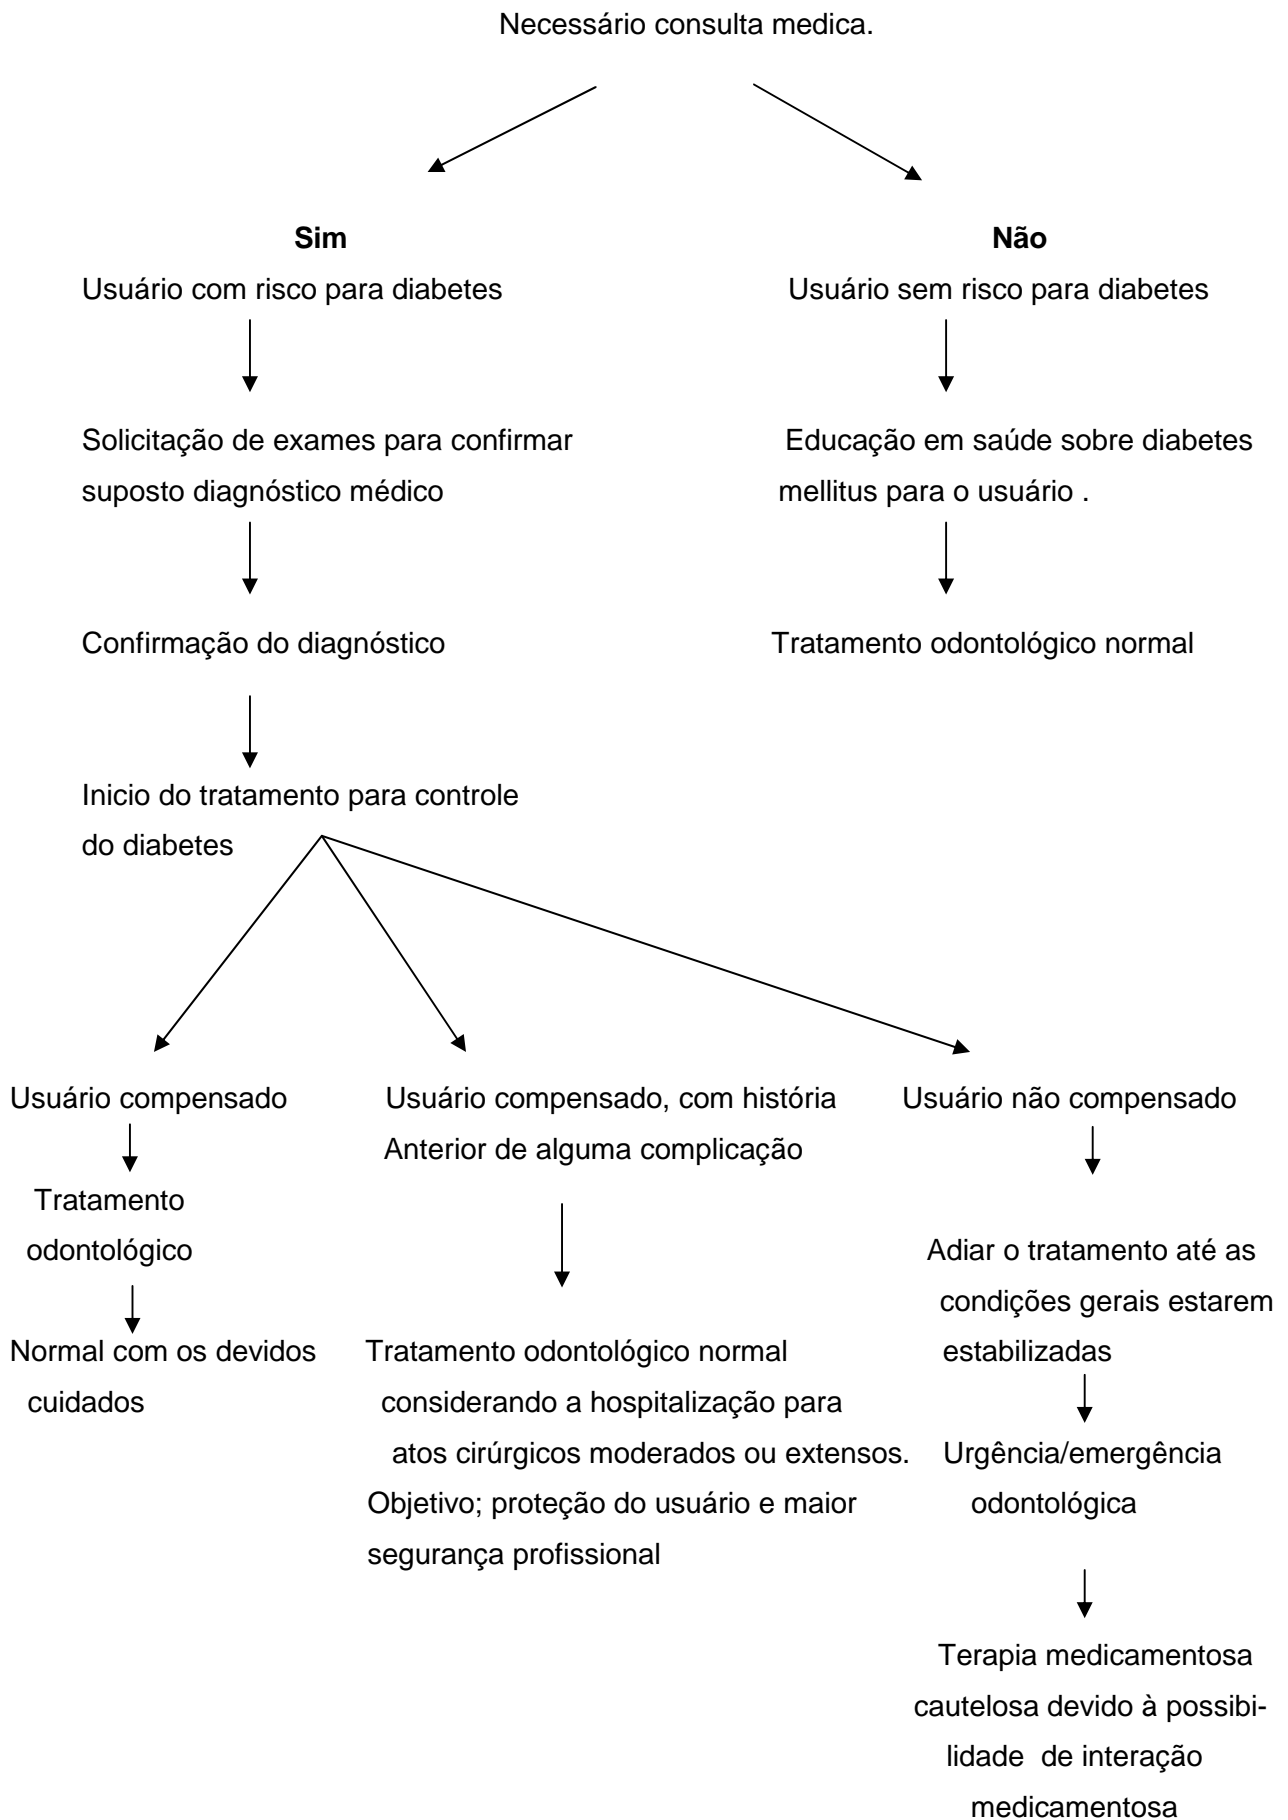 Necessário consulta medica.
Sim
Não
Usuário com risco para diabetes
Usuário sem risco para diabetes
Solicitação de exames para confirmar
suposto diagnóstico médico
Educação em saúde sobre diabetes
mellitus para o usuário .
Confirmação do diagnóstico
Tratamento odontológico normal
Inicio do tratamento para controle
do diabetes
Usuário compensado
Tratamento
odontológico
Normal com os devidos
cuidados
Usuário compensado, com história
Anterior de alguma complicação
Tratamento odontológico normal
considerando a hospitalização para
atos cirúrgicos moderados ou extensos.
Objetivo; proteção do usuário e maior
segurança profissional
Usuário não compensado
Adiar o tratamento até as
condições gerais estarem
estabilizadas
Urgência/emergência
odontológica
Terapia medicamentosa
cautelosa devido à possibi-
lidade de interação
medicamentosa